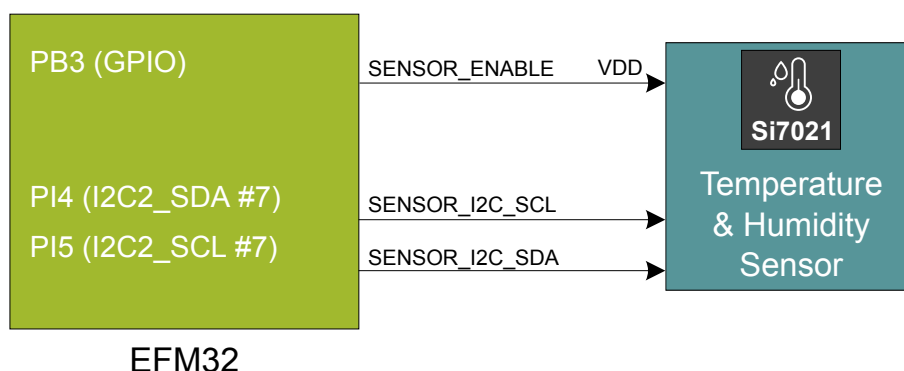 PB3 (GPIO)
SENSOR_ENABLE
VDD
Si7021
PI4 (I2C2_SDA #7)
SENSOR_I2C_SCL
PI5 (I2C2_SCL #7)
SENSOR_I2C_SDA
Temperature
& Humidity
Sensor
EFM32